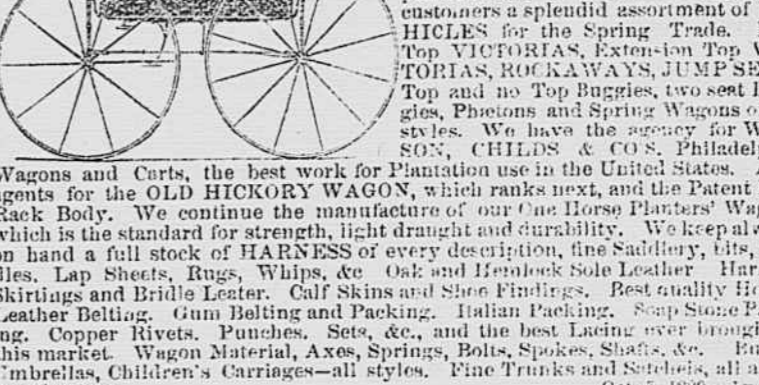 customers a splendid assortment of
HICLES for the Spring Trade.
Top VICTORIAS, Extension Top V
TORIAS, ROCKAWAYS, JUMP SE
Top and no Top Buggies, two seat
gies, Phætons and Spring Wagons o
styles. We have the agency for W
SON, CHILDS & CO'S. Philadel
Wagons and Carts, the best work for Plantation use in the United States.
agents for the OLD HICKORY WAGON, which ranks next, and the Patent
Rack Body. We continue the manufacture of our One Horse Planters' Wag
which is the standard for strength, light draught and durability. We keep alw
on hand a full stock of HARNESS of every description, fine Saddlery, Bits,
dles. Lap Sheets, Rugs, Whips, &c Oak and Hemlock Sole Leather Har
Skirtings and Bridle Leater. Calf Skins and Shoe Findings. Best quality
Leather Belting. Gum Belting and Packing. Italian Packing. Soap Stone P
ng. Copper Rivets. Punches. Sets, &c., and the best Lacing ever brough
this market. Wagon Material, Axes, Springs, Bolts, Spokes, Shafts, &c.
Umbrellas, Children's Carriages—all styles. Fine Trunks and Satchels, all a